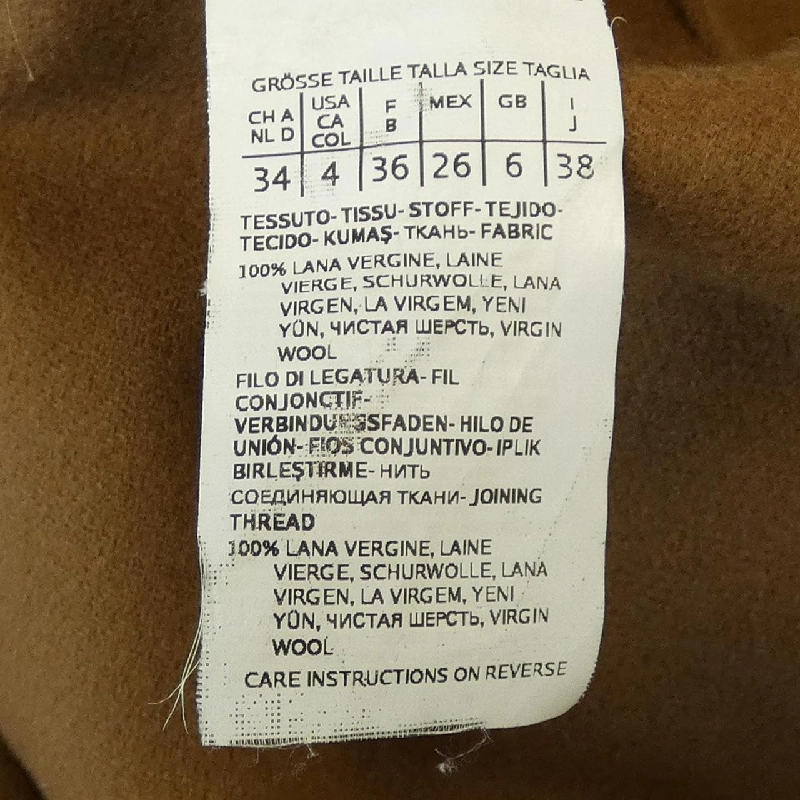 GRÖSSE TAILLE TALLA SIZE TAGLIA
CH A NL D USA CA COL F B MEX GB I J
34 4 36 26 6 38
TESSUTO- TISSU- STOFF- TEJIDO-
TECIDO- KUMAŞ- ТКАНЬ- FABRIC
100% LANA VERGINE, LAINE
VIERGE, SCHURWOLLE, LANA
VIRGEN, LA VIRGEM, YENI
YÜN, ЧИСТАЯ ШЕРСТЬ, VIRGIN
WOOL
FILO DI LEGATURA- FIL
CONJONCTIF-
VERBINDUNGSFADEN- HILO DE
UNIÓN- FIOS CONJUNTIVO- IPLIK
BIRLEŞTIRME- НИТЬ
СОЕДИНЯЮЩАЯ ТКАНИ- JOINING
THREAD
100% LANA VERGINE, LAINE
VIERGE, SCHURWOLLE, LANA
VIRGEN, LA VIRGEM, YENI
YÜN, ЧИСТАЯ ШЕРСТЬ, VIRGIN
WOOL
CARE INSTRUCTIONS ON REVERSE